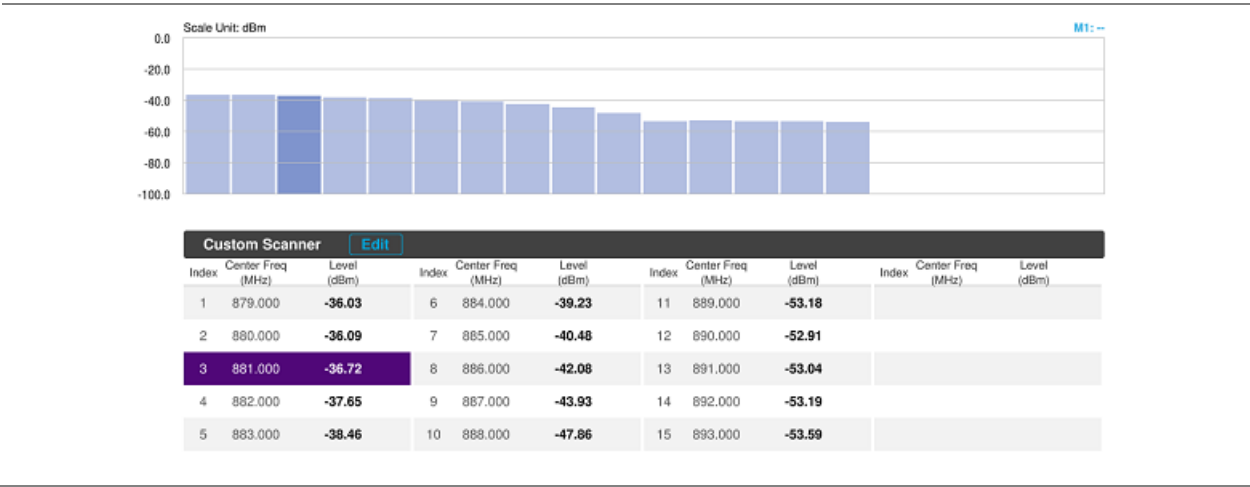 Scale Unit: dBm
M1: --
0.0
-20.0
-40.0
-60.0
-80.0
-100.0
Custom Scanner Edit
Index Center Freq (MHz) Level (dBm) Index Center Freq (MHz) Level (dBm) Index Center Freq (MHz) Level (dBm) Index Center Freq (MHz) Level (dBm)
1 879.000 -36.03 6 884.000 -39.23 11 889.000 -53.18
2 880.000 -36.09 7 885.000 -40.48 12 890.000 -52.91
3 881.000 -36.72 8 886.000 -42.08 13 891.000 -53.04
4 882.000 -37.65 9 887.000 -43.93 14 892.000 -53.19
5 883.000 -38.46 10 888.000 -47.86 15 893.000 -53.59